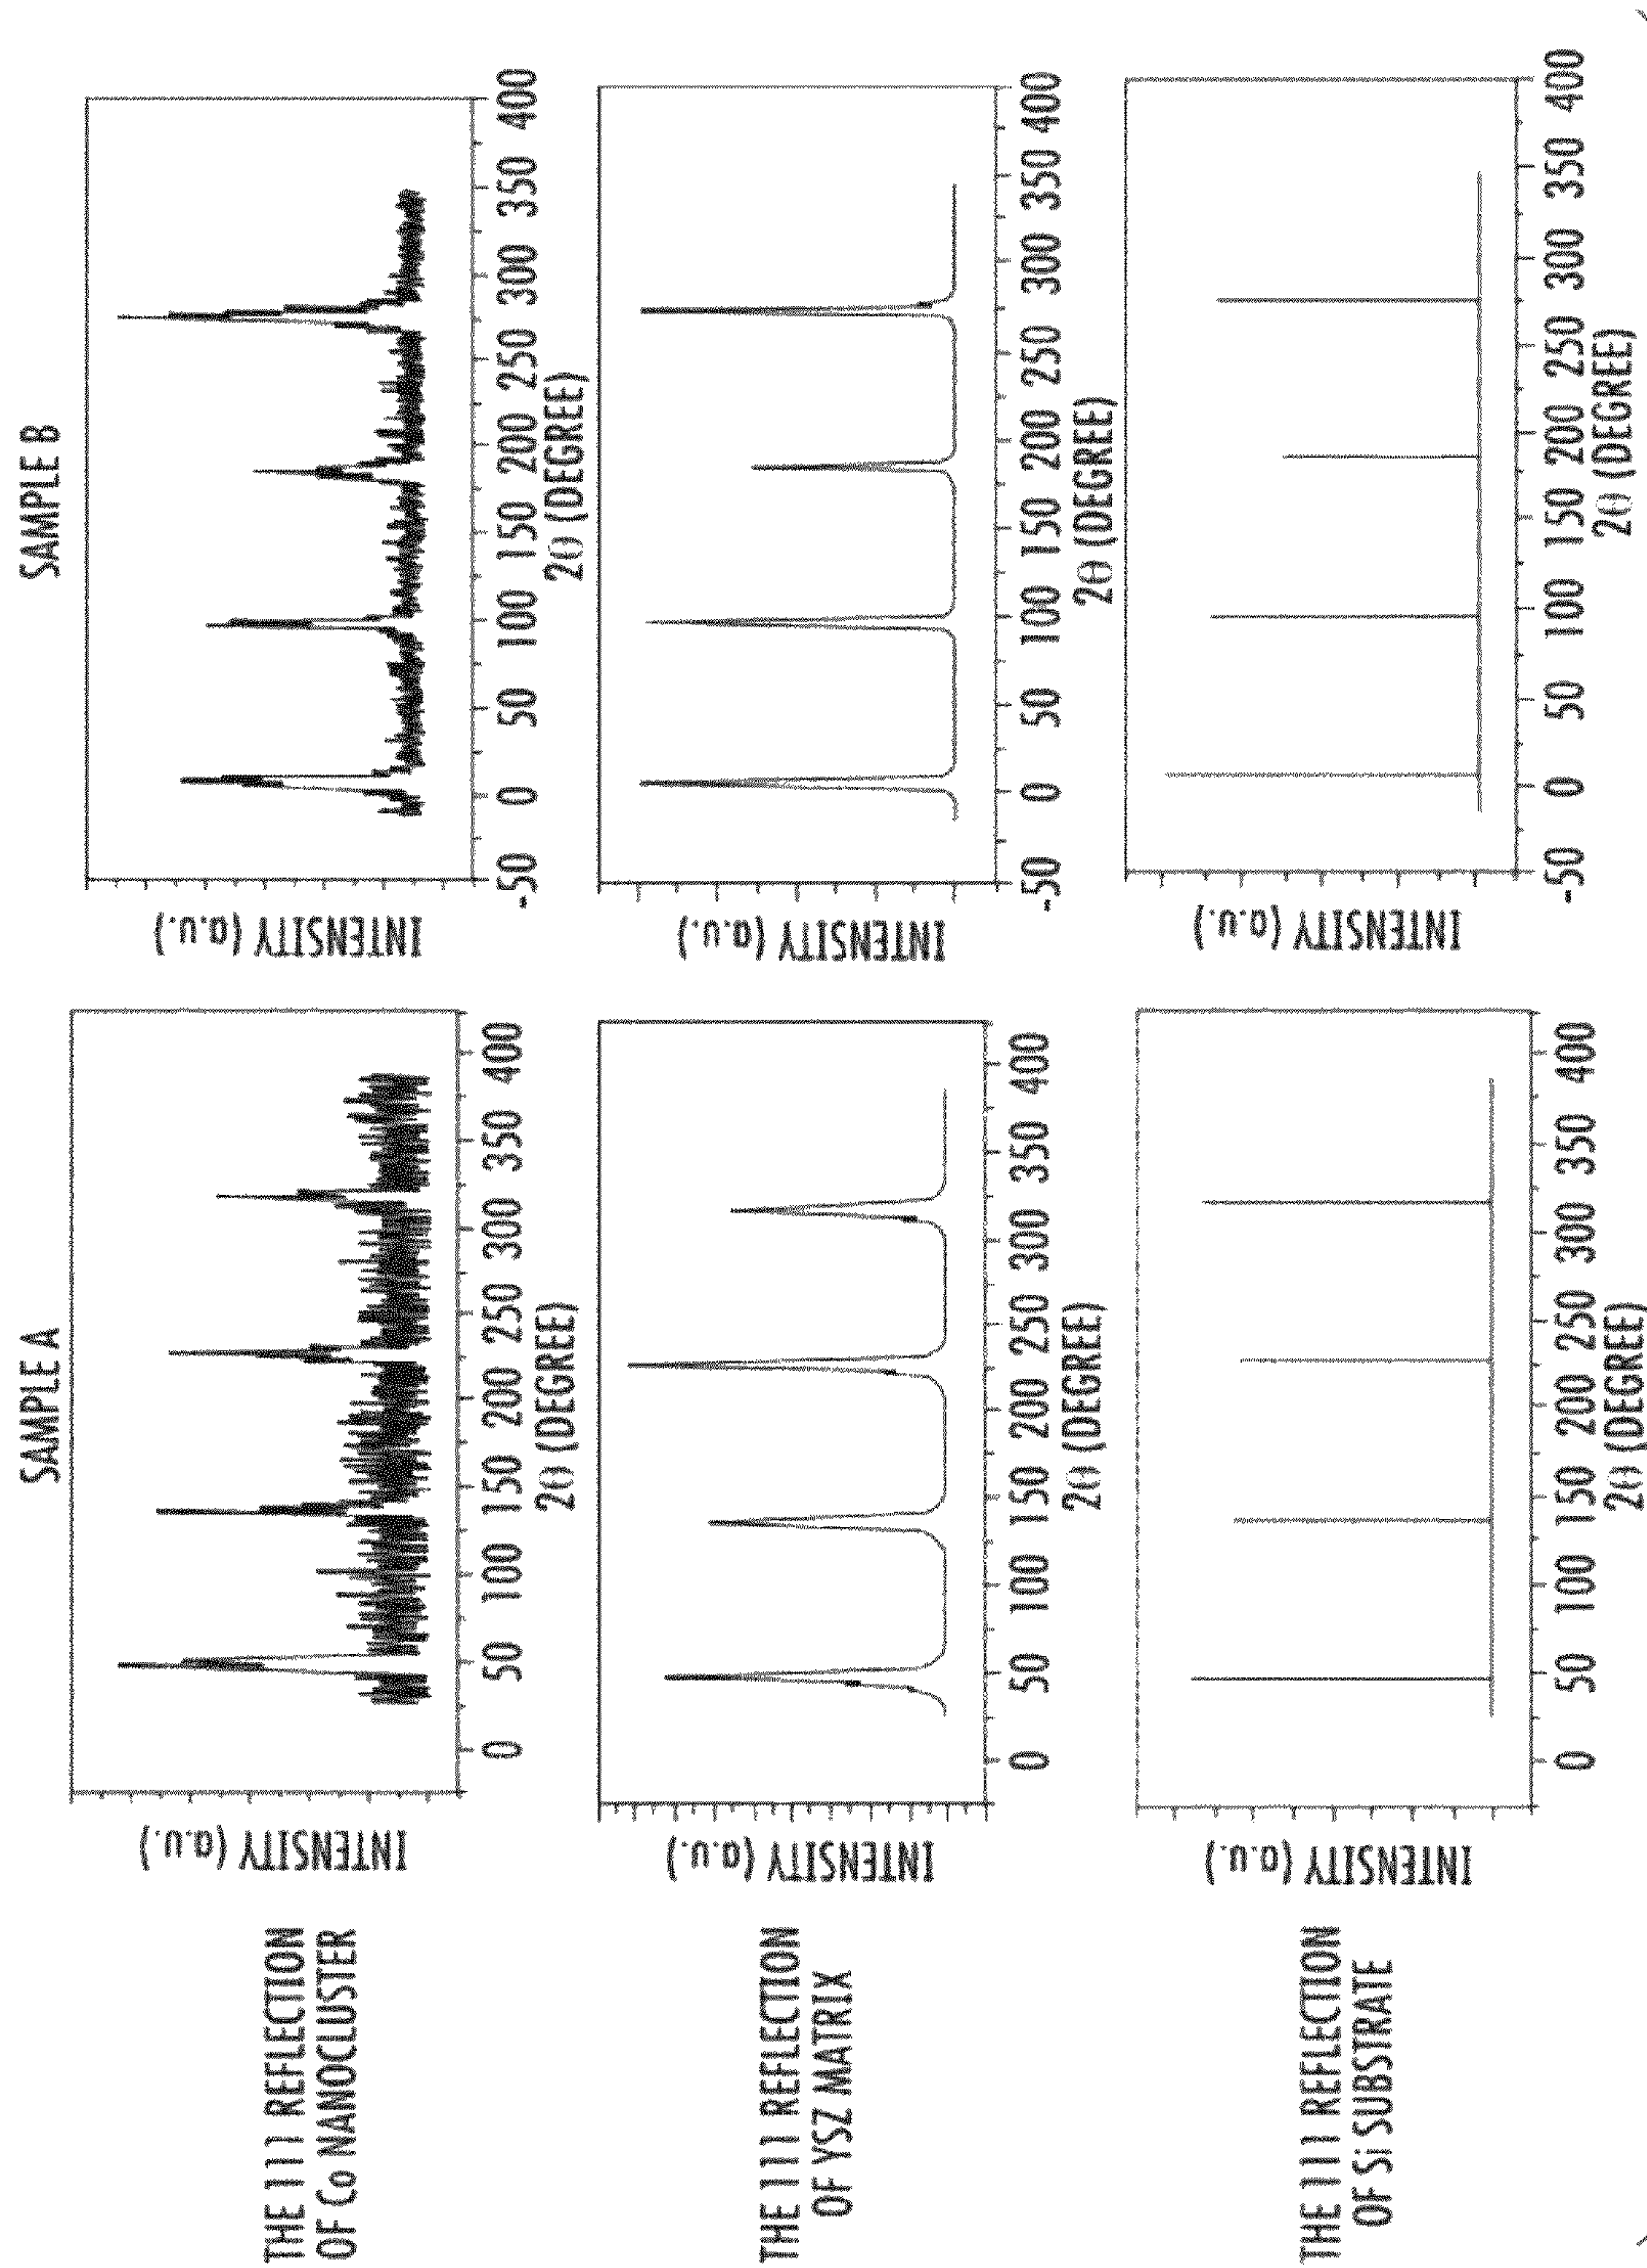 SAMPLE A
SAMPLE B
THE 111 REFLECTION
OF Co NANOCLUSTER
INTENSITY (a.u.)
0 50 100 150 200 250 300 350 400
2θ (DEGREE)
INTENSITY (a.u.)
-50 0 50 100 150 200 250 300 350 400
2θ (DEGREE)
THE 111 REFLECTION
OF YSZ MATRIX
INTENSITY (a.u.)
0 50 100 150 200 250 300 350 400
2θ (DEGREE)
INTENSITY (a.u.)
-50 0 50 100 150 200 250 300 350 400
2θ (DEGREE)
THE 111 REFLECTION
OF Si SUBSTRATE
INTENSITY (a.u.)
0 50 100 150 200 250 300 350 400
2θ (DEGREE)
INTENSITY (a.u.)
-50 0 50 100 150 200 250 300 350 400
2θ (DEGREE)